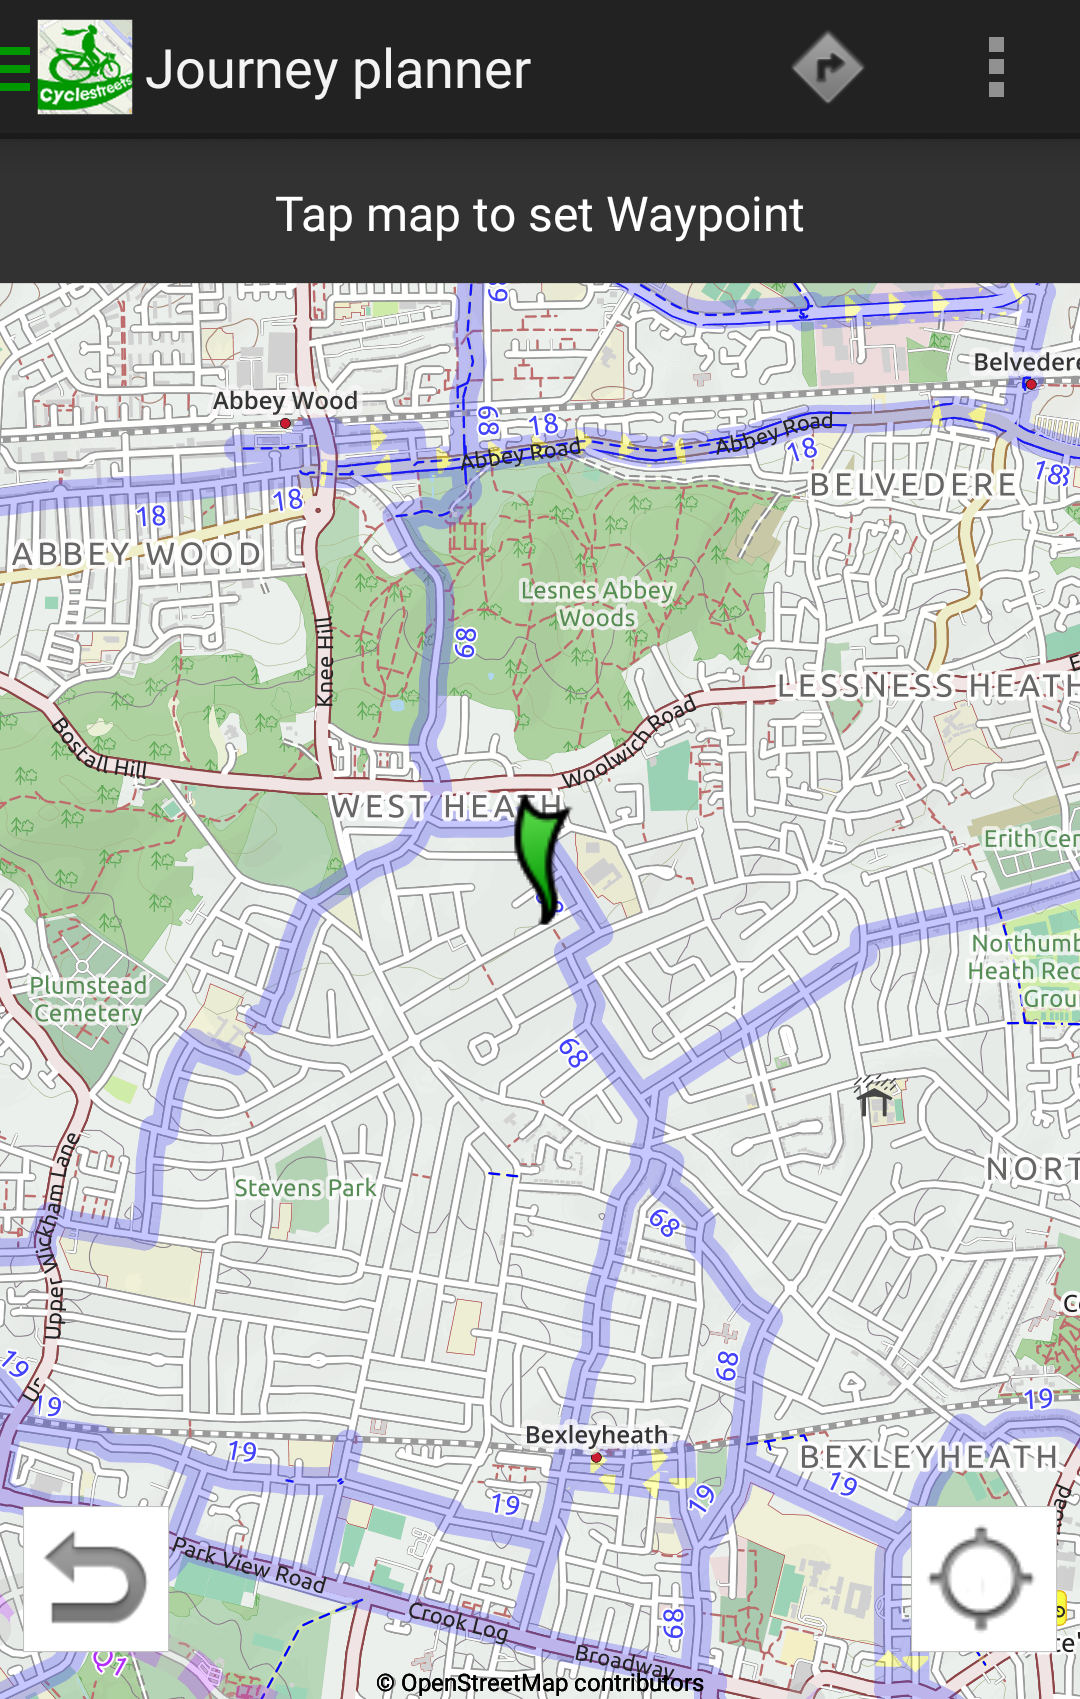 Cyclestreets
Journey planner
Tap map to set Waypoint
Belvedere
Abbey Wood
68
18
Abbey Road
Abbey Road
18
18
18
18
BELVEDERE
ABBEY WOOD
Lesnes Abbey
Woods
68
Knee Hill
LESSNESS HEATH
Woolwich Road
Bostall Hill
WEST HEATH
Erith Cem
Northumb
Heath Rec
Grou
Plumstead
Cemetery
68
NORT
Stevens Park
68
Upper Wickham Lane
19
68
19
19
Bexleyheath
19
BEXLEYHEATH
19
19
19
Park View Road
Crook Log
68
Broadway
Q1
© OpenStreetMap contributors